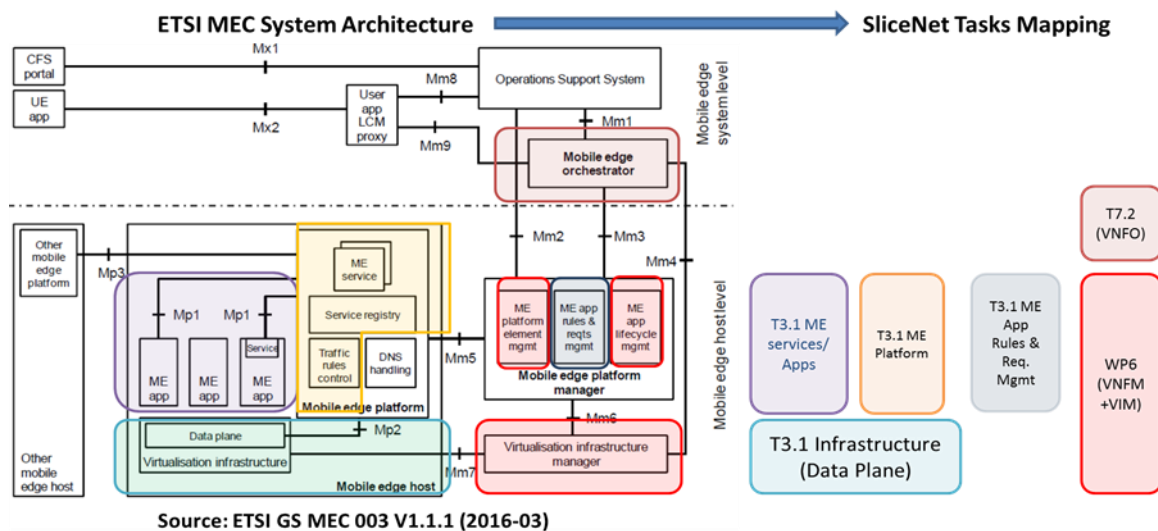 ETSI MEC System Architecture
SliceNet Tasks Mapping
CFS
portal
Mx1
Operations Support System
Mm8
UE
app
Mx2
User
app
LCM
proxy
Mm9
Mm1
Mobile edge
orchestrator
Mobile edge
system level
Mm2
Mm3
Mm4
Other
mobile
edge
platform
Mp3
ME
service
Service registry
Mp1
Mp1
ME
app
ME
app
Service
ME
app
Traffic
rules
control
DNS
handling
Mobile edge platform
Mm5
ME
platform
element
mgmt
ME app
rules &
reqts
mgmt
ME
app
lifecycle
mgmt
Mobile edge platform
manager
Mobile edge host level
Mp2
Mm6
Data plane
Virtualisation infrastructure
Mm7
Virtualisation infrastructure
manager
Other
mobile
edge host
Mobile edge host
T7.2
(VNFO)
T3.1 ME
services/
Apps
T3.1 ME
Platform
T3.1 ME
App
Rules &
Req.
Mgmt
WP6
(VNFM
+VIM)
T3.1 Infrastructure
(Data Plane)
Source: ETSI GS MEC 003 V1.1.1 (2016-03)